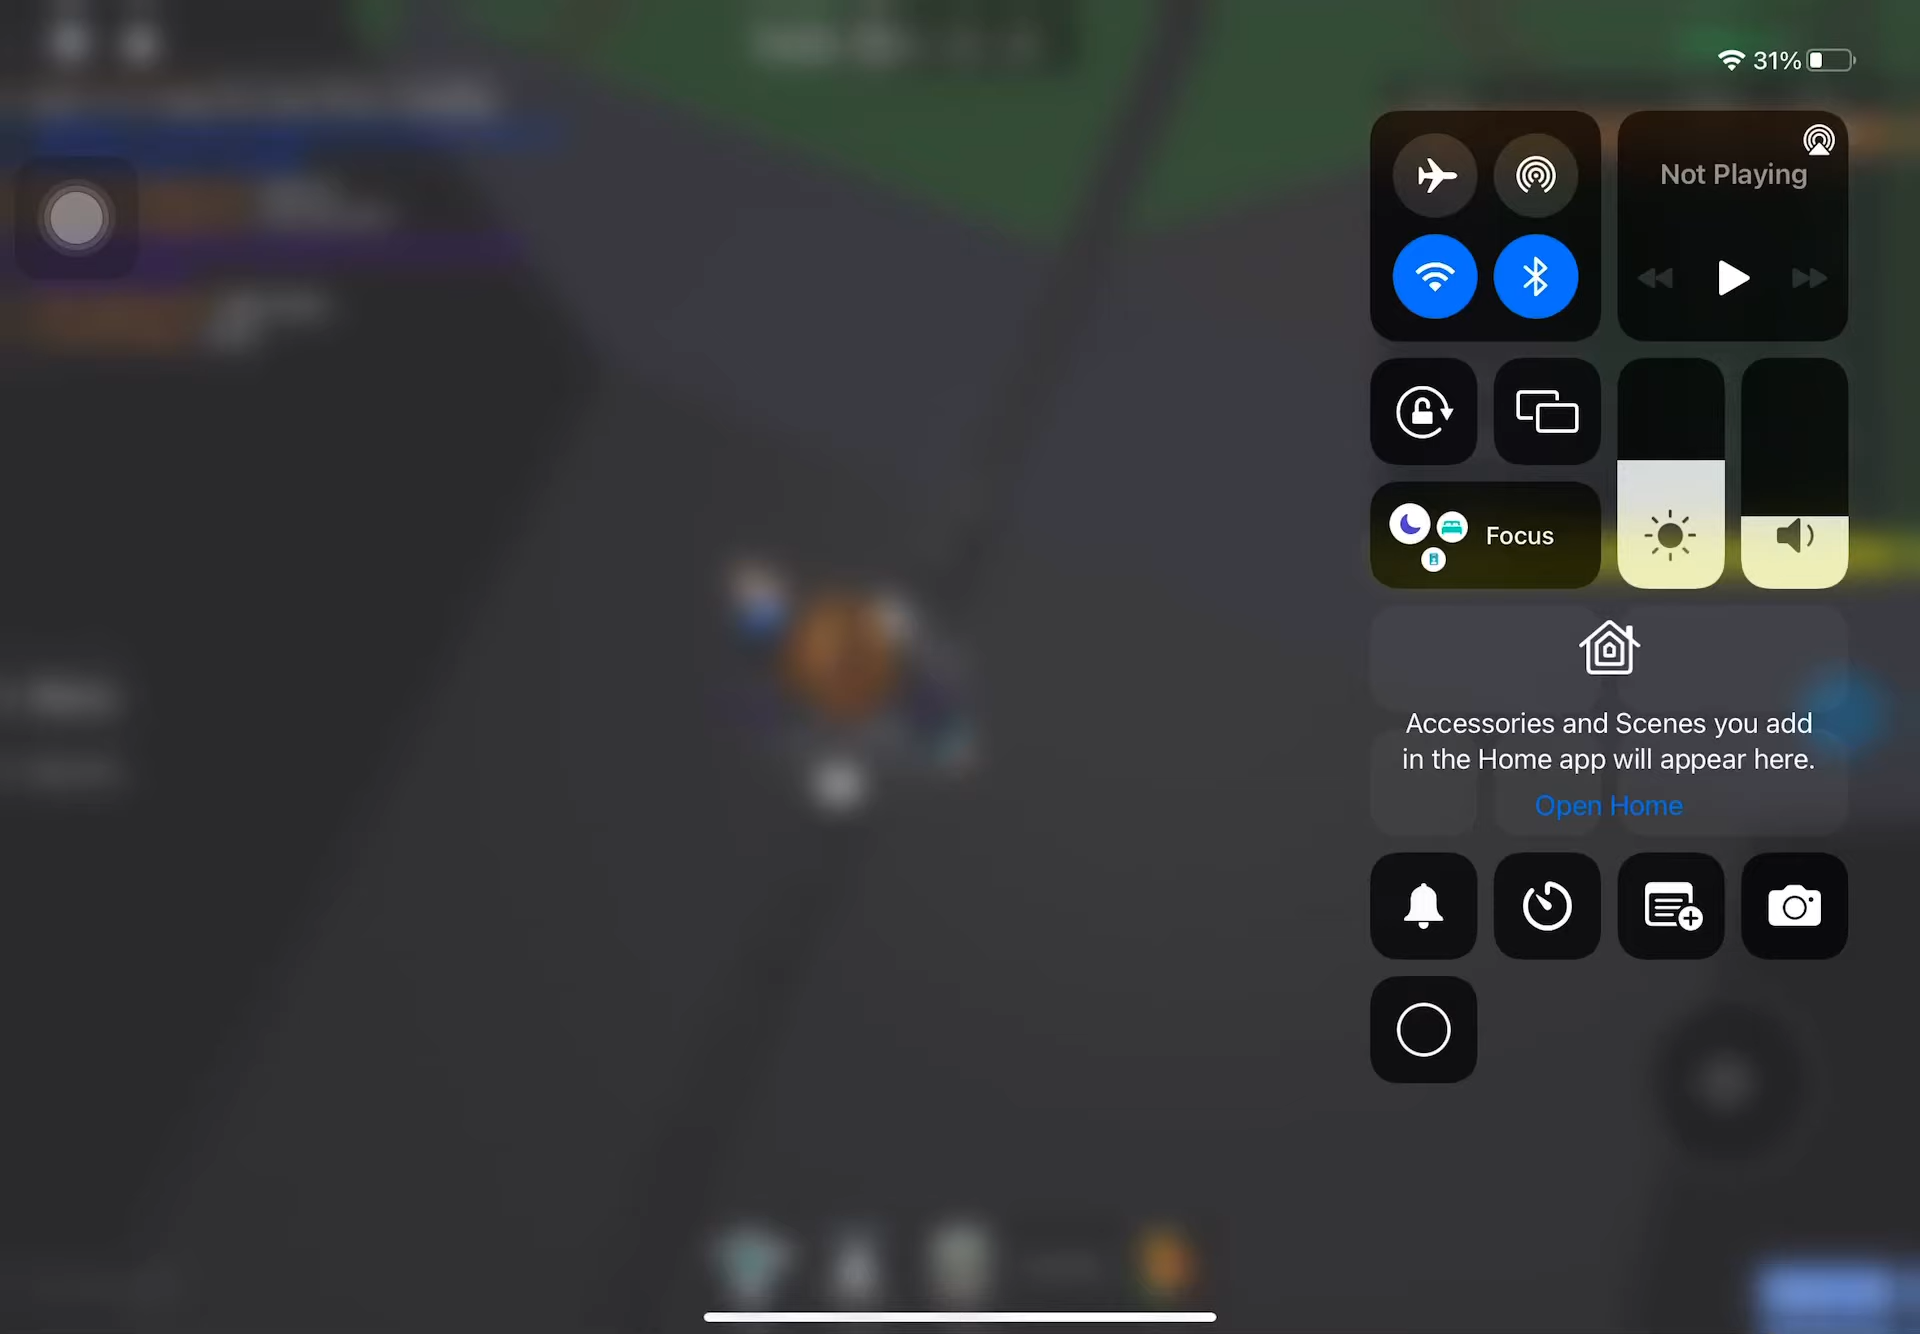 31%
Not Playing
Focus
Accessories and Scenes you add
in the Home app will appear here.
Open Home